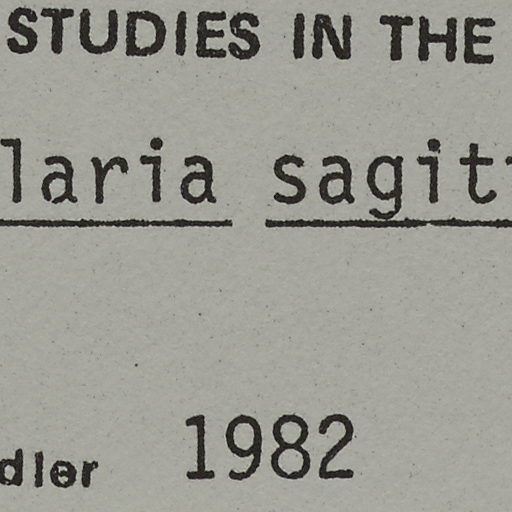 STUDIES IN THE
laria sagit
dler 1982